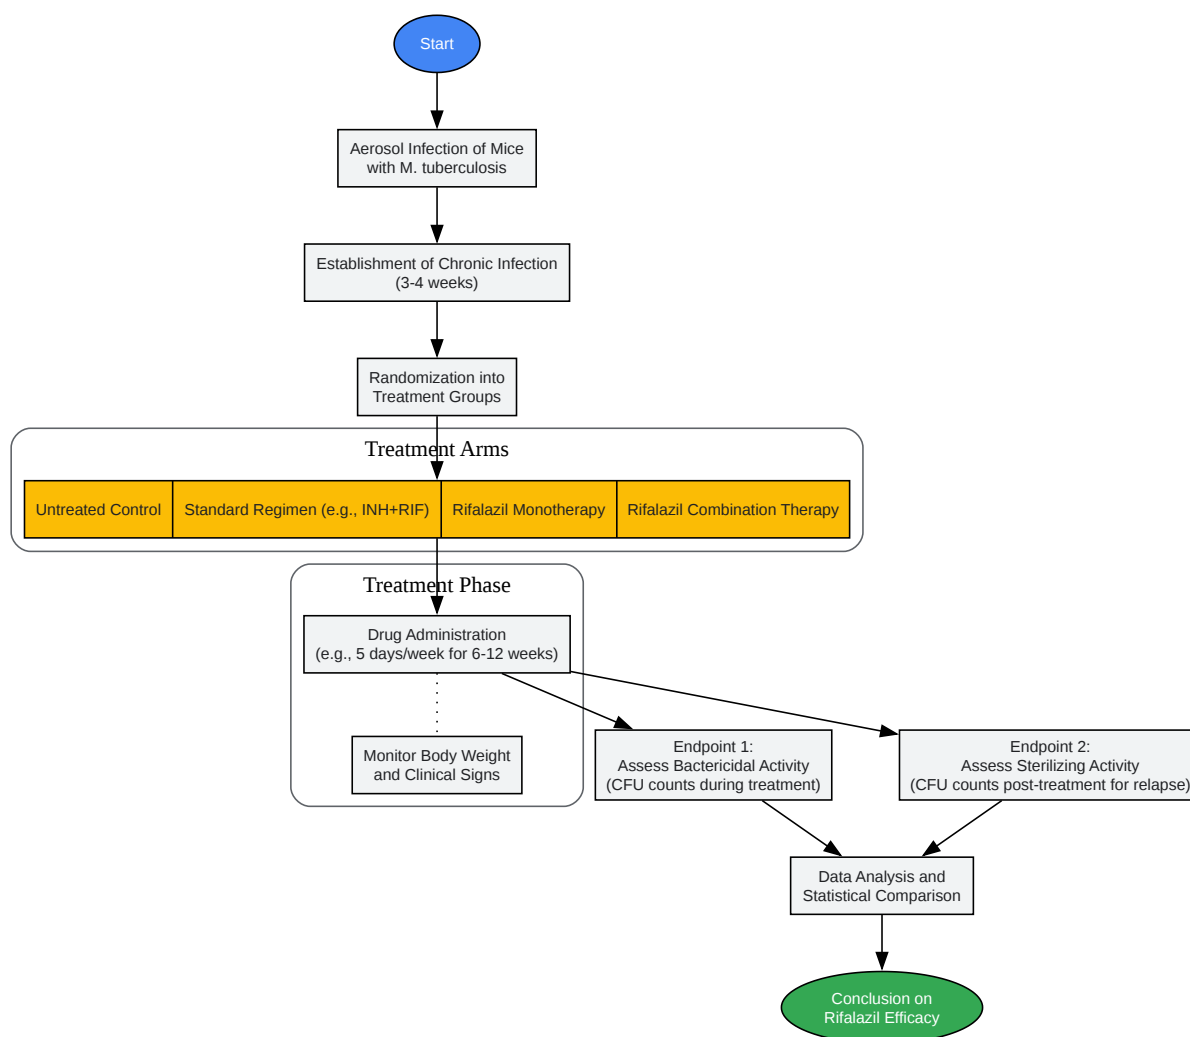 Start
Aerosol Infection of Mice
with M. tuberculosis
Establishment of Chronic Infection
(3-4 weeks)
Randomization into
Treatment Groups
Treatment Arms
Untreated Control
Standard Regimen (e.g., INH+RIF)
Rifalazil Monotherapy
Rifalazil Combination Therapy
Treatment Phase
Drug Administration
(e.g., 5 days/week for 6-12 weeks)
Monitor Body Weight
and Clinical Signs
Endpoint 1:
Assess Bactericidal Activity
(CFU counts during treatment)
Endpoint 2:
Assess Sterilizing Activity
(CFU counts post-treatment for relapse)
Data Analysis and
Statistical Comparison
Conclusion on
Rifalazil Efficacy